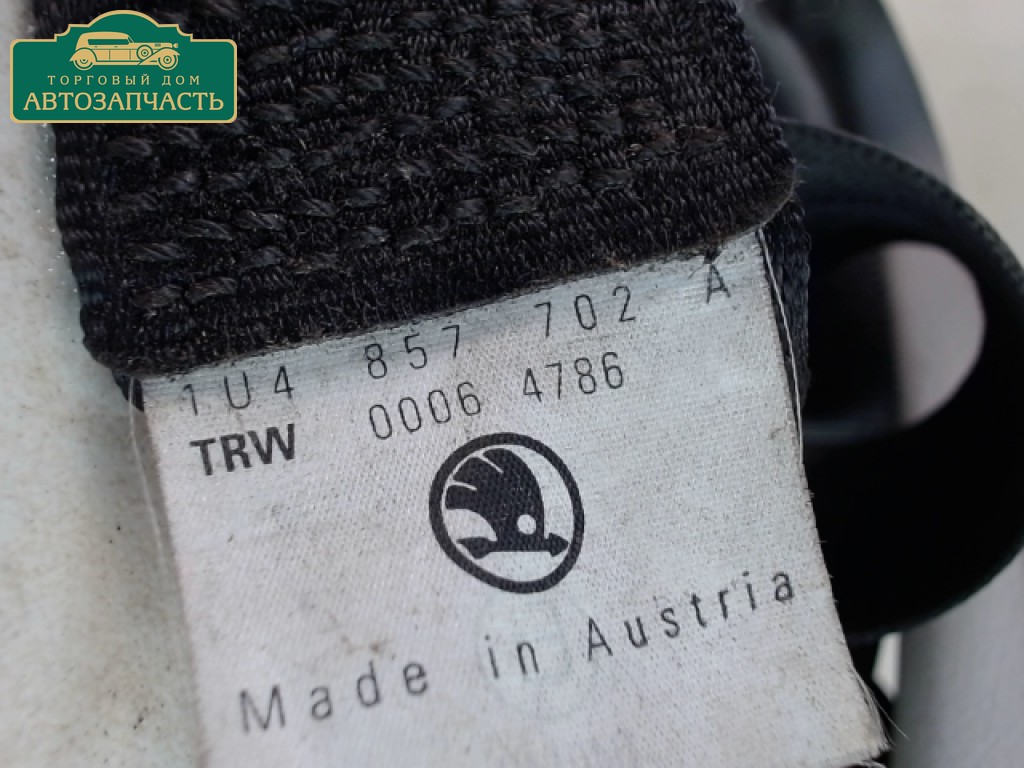 ТОРГОВЫЙ ДОМ
АВТОЗАПЧАСТЬ
1U4 857 702 A
TRW 0006 4786
Made in Austria